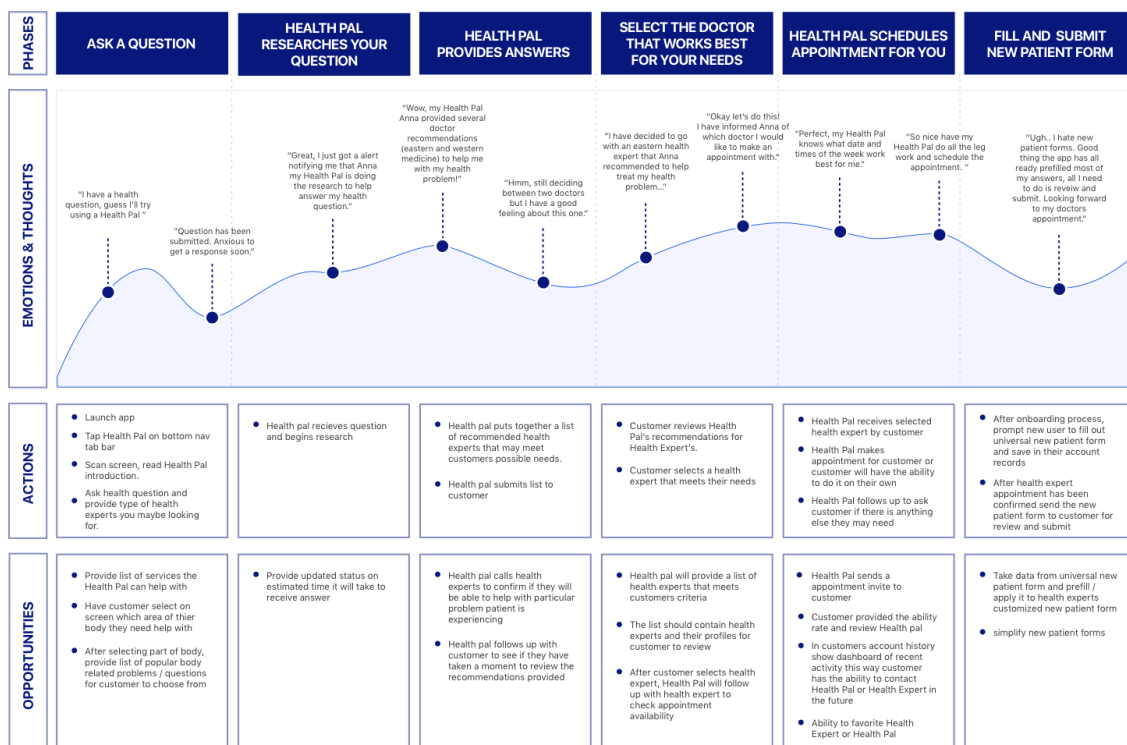 PHASES
ASK A QUESTION
HEALTH PAL
RESEARCHES YOUR
QUESTION
HEALTH PAL
PROVIDES ANSWERS
SELECT THE DOCTOR
THAT WORKS BEST
FOR YOUR NEEDS
HEALTH PAL SCHEDULES
APPOINTMENT FOR YOU
FILL AND SUBMIT
NEW PATIENT FORM
EMOTIONS & THOUGHTS
"I have a health
question, guess I'll try
using a Health Pal "
"Question has been
submitted. Anxious to
get a response soon."
"Great, I just got a alert
notifying me that Anna
my Health Pal is doing
the research to help
answer my health
question."
"Wow, my Health Pal
Anna provided several
doctor
recommendations
(eastern and western
medicine) to help me
with my health
problem!"
"Hmm, still deciding
between two doctors
but I have a good
feeling about this one."
"I have decided to go
with an eastern health
expert that Anna
recommended to help
treat my health
problem..."
"Okay let's do this!
I have informed Anna of
which doctor I would
like to make an
appointment with."
"Perfect, my Health Pal
knows what date and
times of the week work
best for me."
"So nice have my
Health Pal do all the leg
work and schedule the
appointment. "
"Ugh.. I hate new
patient forms. Good
thing the app has all
ready prefilled most of
my answers, all I need
to do is reveiw and
submit. Looking forward
to my doctors
appointment."
ACTIONS
Launch app
Tap Health Pal on bottom nav
tab bar
Scan screen, read Health Pal
introduction.
Ask health question and
provide type of health
experts you maybe looking
for.
Health pal recieves question
and begins research
Health pal puts together a list
of recommended health
experts that may meet
customers possible needs.
Health pal submits list to
customer
Customer reviews Health
Pal's recommendations for
Health Expert's.
Customer selects a health
expert that meets their needs
Health Pal receives selected
health expert by customer
Health Pal makes
appointment for customer or
customer will have the ability
to do it on their own
Health Pal follows up to ask
customer if there is anything
else they may need
After onboarding process,
prompt new user to fill out
universal new patient form
and save in their account
records
After health expert
appointment has been
confirmed send the new
patient form to customer for
review and submit
OPPORTUNITIES
Provide list of services the
Health Pal can help with
Have customer select on
screen which area of thier
body they need help with
After selecting part of body,
provide list of popular body
related problems / questions
for customer to choose from
Provide updated status on
estimated time it will take to
receive answer
Health pal calls health
experts to confirm if they will
be able to help with particular
problem patient is
experiencing
Health pal follows up with
customer to see if they have
taken a moment to review the
recommendations provided
Health pal will provide a list of
health experts that meets
customers criteria
The list should contain health
experts and their profiles for
customer to review
After customer selects health
expert, Health Pal will follow
up with health expert to
check appointment
availability
Health Pal sends a
appointment invite to
customer
Customer provided the ability
rate and review Health pal
In customers account history
show dashboard of recent
activity this way customer
has the ability to contact
Health Pal or Health Expert in
the future
Ability to favorite Health
Expert or Health Pal
Take data from universal new
patient form and prefill /
apply it to health experts
customized new patient form
simplify new patient forms